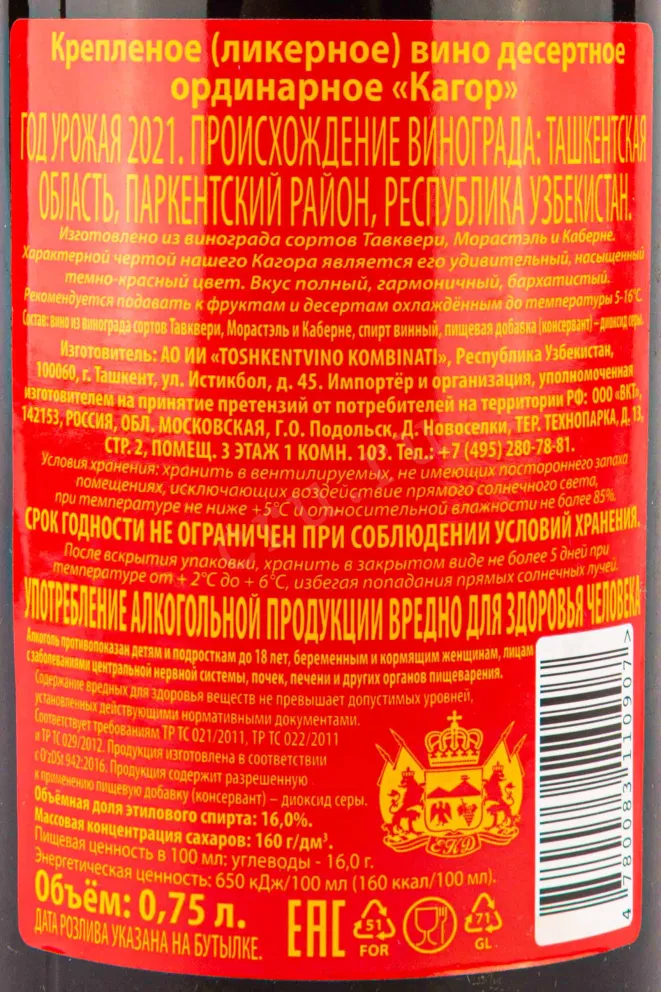 Крепленое (ликерное) вино десертное
ординарное «Кагор»
ГОД УРОЖАЯ 2021. ПРОИСХОЖДЕНИЕ ВИНОГРАДА: ТАШКЕНТСКАЯ
ОБЛАСТЬ, ПАРКЕНТСКИЙ РАЙОН, РЕСПУБЛИКА УЗБЕКИСТАН.
Изготовлено из винограда сортов Тавквери, Морастэль и Каберне.
Характерной чертой нашего Кагора является его удивительный, насыщенный
темно-красный цвет. Вкус полный, гармоничный, бархатистый.
Рекомендуется подавать к фруктам и десертам охлаждённым до температуры 5-16°С.
Состав: вино из винограда сортов Тавквери, Морастэль и Каберне, спирт винный, пищевая добавка (консервант) – диоксид серы.
Изготовитель: АО ИИ «TOSHKENTVINO KOMBINATI», Республика Узбекистан,
100060, г. Ташкент, ул. Истикбол, д. 45. Импортёр и организация, уполномоченная
изготовителем на принятие претензий от потребителей на территории РФ: ООО «ВКТ»,
142153, РОССИЯ, ОБЛ. МОСКОВСКАЯ, Г.О. Подольск, Д. Новоселки, ТЕР. ТЕХНОПАРКА, Д. 13,
СТР. 2, ПОМЕЩ. 3 ЭТАЖ 1 КОМН. 103. Тел.: +7 (495) 280-78-81.
Условия хранения: хранить в вентилируемых, не имеющих постороннего запаха
помещениях, исключающих воздействие прямого солнечного света,
при температуре не ниже +5°С и относительной влажности не более 85%.
СРОК ГОДНОСТИ НЕ ОГРАНИЧЕН ПРИ СОБЛЮДЕНИИ УСЛОВИЙ ХРАНЕНИЯ.
После вскрытия упаковки, хранить в закрытом виде не более 5 дней при
температуре от + 2°С до + 6°С, избегая попадания прямых солнечных лучей.
УПОТРЕБЛЕНИЕ АЛКОГОЛЬНОЙ ПРОДУКЦИИ ВРЕДНО ДЛЯ ЗДОРОВЬЯ ЧЕЛОВЕКА
Алкоголь противопоказан детям и подросткам до 18 лет, беременным и кормящим женщинам, лицам
с заболеваниями центральной нервной системы, почек, печени и других органов пищеварения.
Содержание вредных для здоровья веществ не превышает допустимых уровней,
установленных действующими нормативными документами.
Соответствует требованиям ТР ТС 021/2011, ТР ТС 022/2011
и ТР ТС 029/2012. Продукция изготовлена в соответствии
с O'zDSt 942:2016. Продукция содержит разрешенную
к применению пищевую добавку (консервант) – диоксид серы.
Объёмная доля этилового спирта: 16,0%.
Массовая концентрация сахаров: 160 г/дм³.
Пищевая ценность в 100 мл: углеводы - 16,0 г.
Энергетическая ценность: 650 кДж/100 мл (160 ккал/100 мл).
Объём: 0,75 л.
ДАТА РОЗЛИВА УКАЗАНА НА БУТЫЛКЕ.
EAC
51
FOR
71
GL
4 780083 110907 >